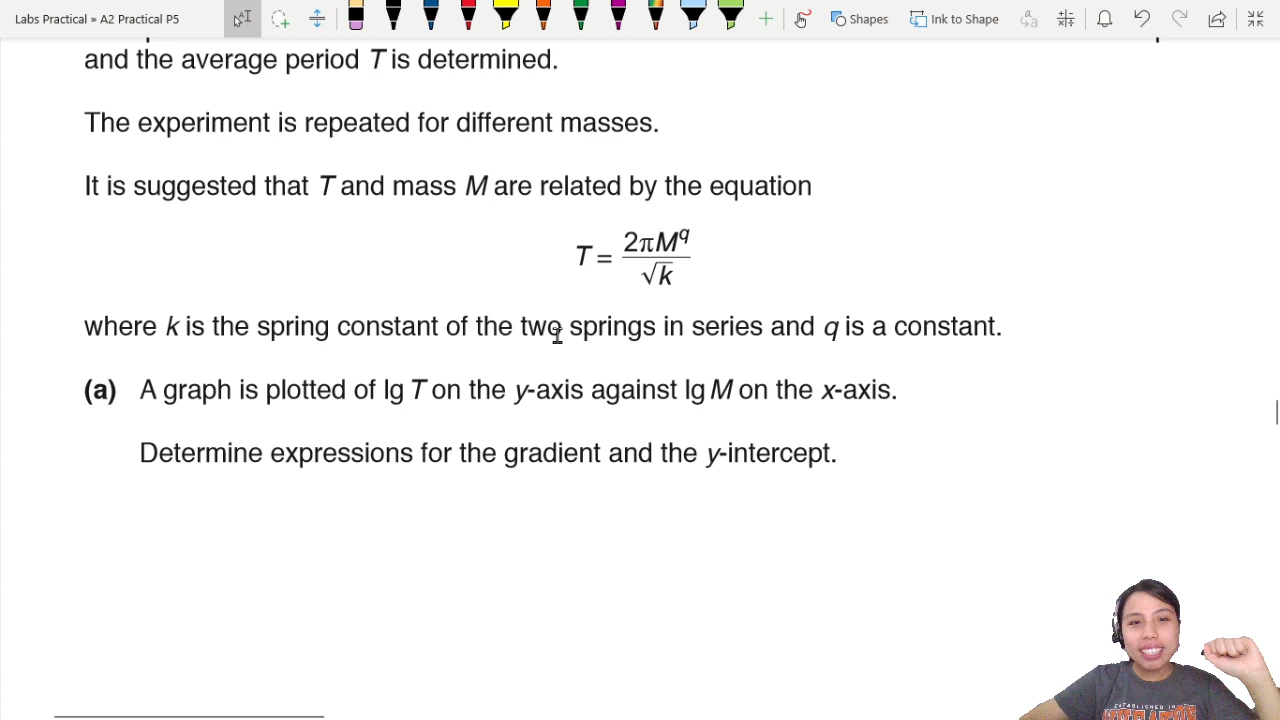 Labs Practical » A2 Practical P5
Shapes
Ink to Shape
and the average period T is determined.
The experiment is repeated for different masses.
It is suggested that T and mass M are related by the equation
T = 2πM^q / √k
where k is the spring constant of the two springs in series and q is a constant.
(a) A graph is plotted of lg T on the y-axis against lg M on the x-axis.
Determine expressions for the gradient and the y-intercept.
ESTABLISHED